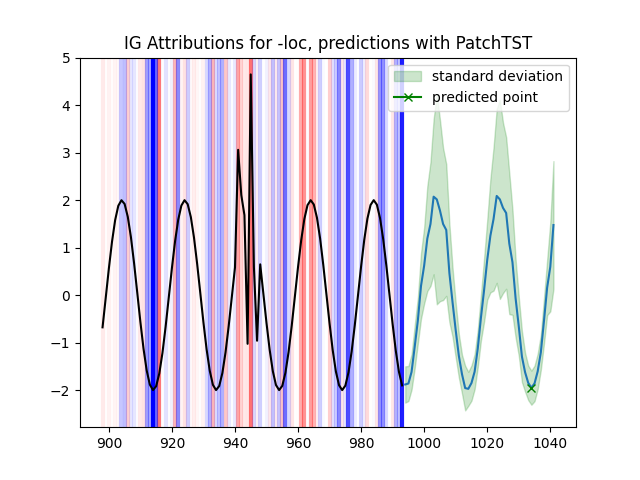 IG Attributions for -loc, predictions with PatchTST
5
standard deviation
predicted point
4
3
2
1
0
−1
−2
900 920 940 960 980 1000 1020 1040